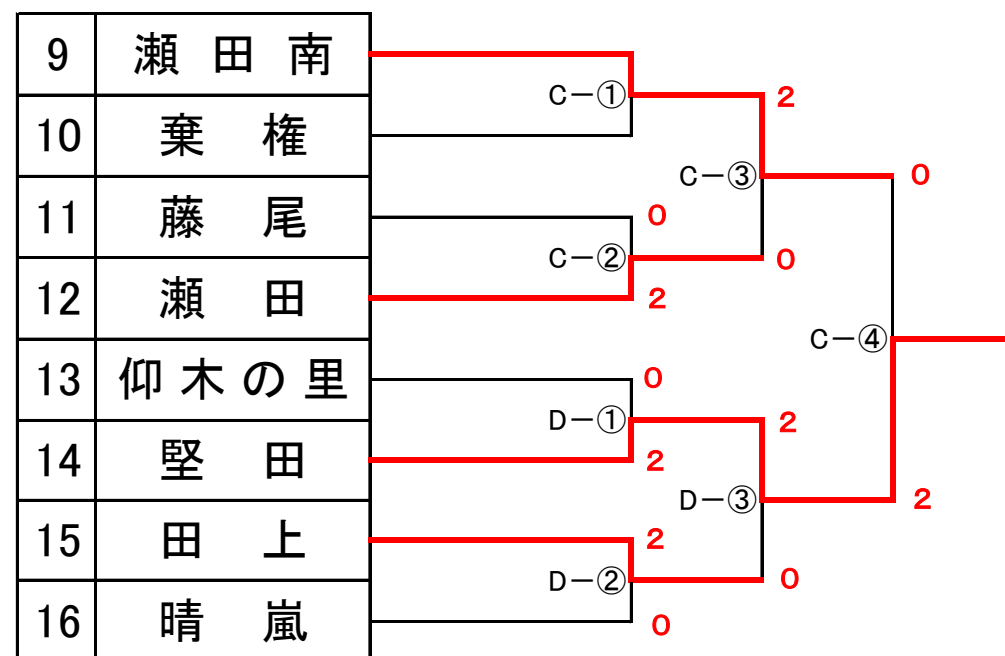 9 瀬田南
C－① 2
10 棄権
C－③ 0
11 藤尾 0
C－② 0
12 瀬田 2
C－④
13 仰木の里 0
D－① 2
14 堅田 2
D－③ 2
15 田上 2
D－② 0
16 晴嵐 0